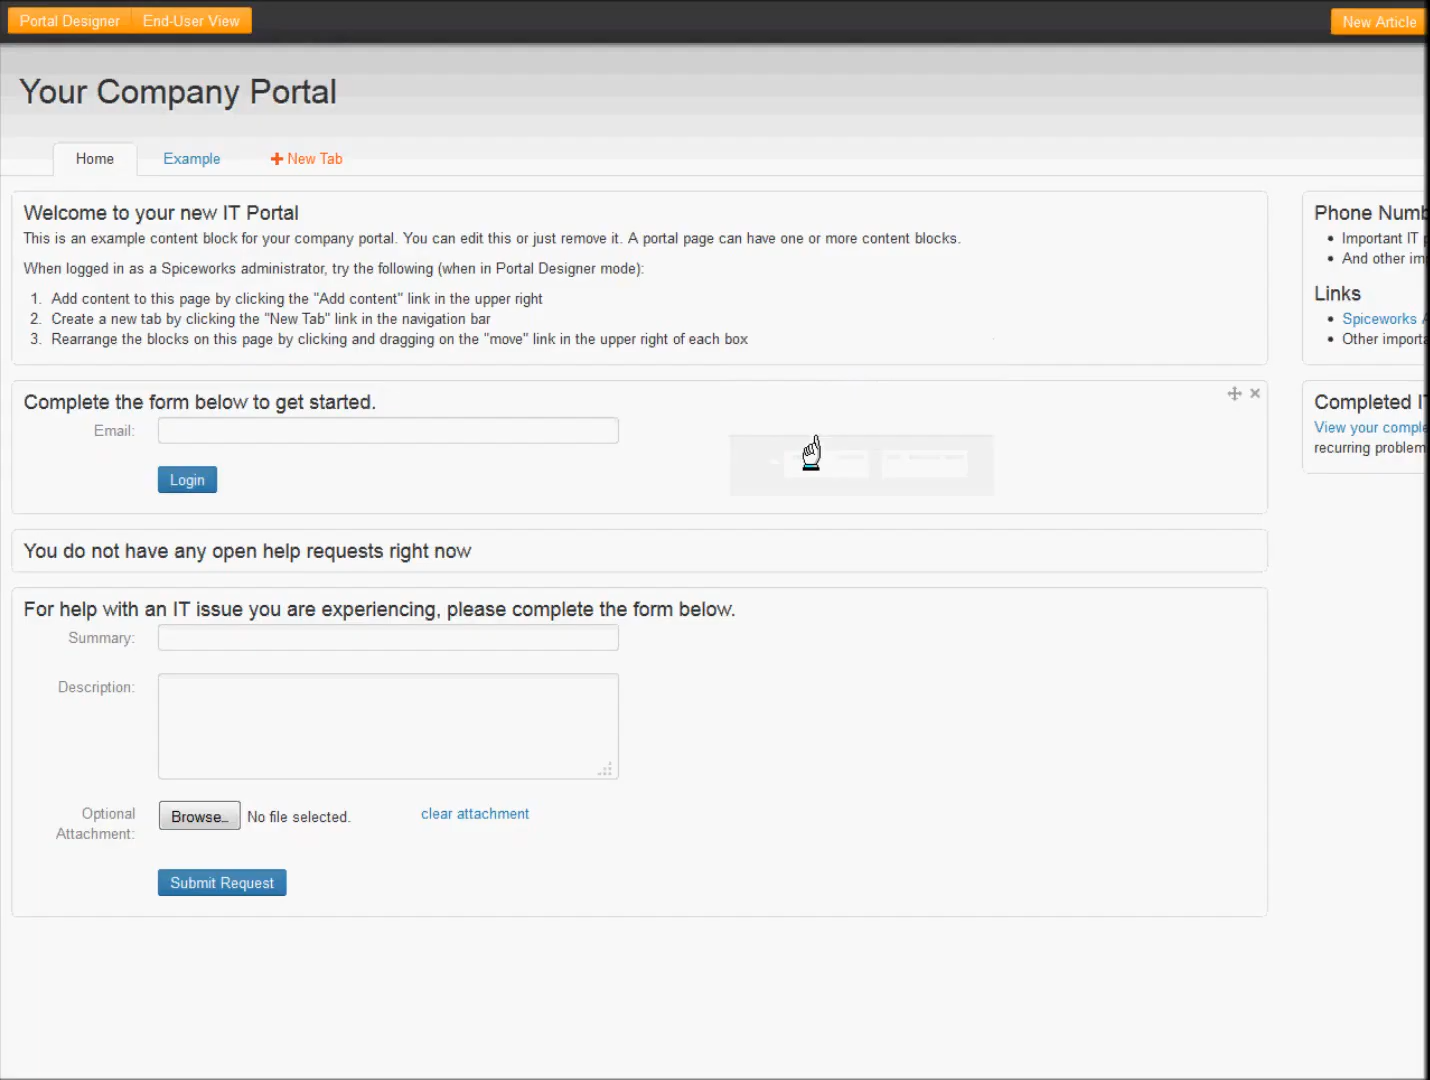 Portal Designer End-User View New Article
Your Company Portal
Home Example New Tab
Welcome to your new IT Portal
This is an example content block for your company portal. You can edit this or just remove it. A portal page can have one or more content blocks.
When logged in as a Spiceworks administrator, try the following (when in Portal Designer mode):
1. Add content to this page by clicking the "Add content" link in the upper right
2. Create a new tab by clicking the "New Tab" link in the navigation bar
3. Rearrange the blocks on this page by clicking and dragging on the "move" link in the upper right of each box
Phone Numb
• Important IT
• And other im
Links
• Spiceworks
• Other importa
Complete the form below to get started.
Email:
Login
Completed IT
View your comple
recurring problem
You do not have any open help requests right now
For help with an IT issue you are experiencing, please complete the form below.
Summary:
Description:
Optional
Attachment:
Browse... No file selected. clear attachment
Submit Request